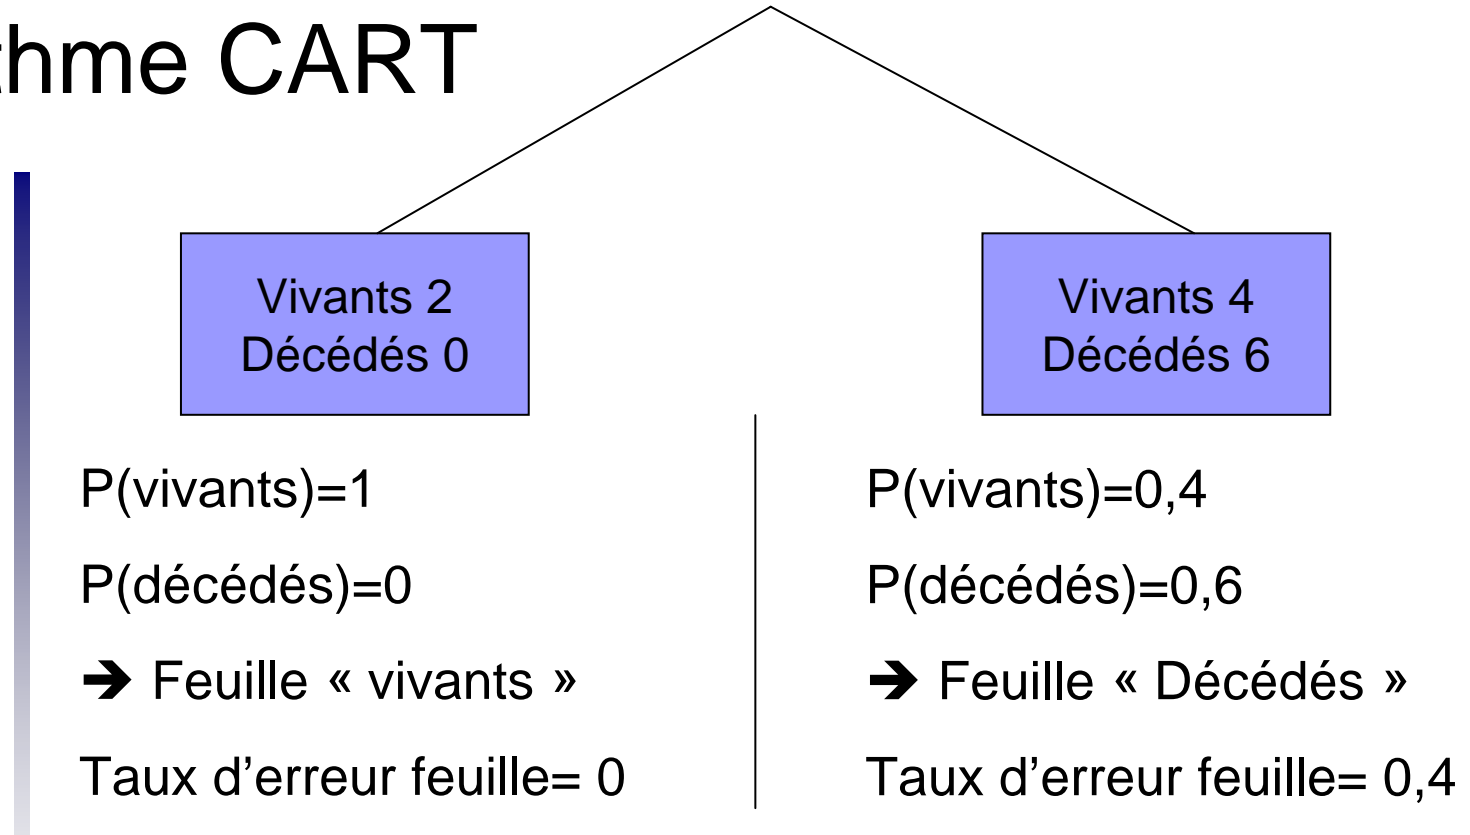 thme CART
Vivants 2
Décédés 0
Vivants 4
Décédés 6
P(vivants)=1
P(décédés)=0
➔ Feuille « vivants »
Taux d’erreur feuille= 0
P(vivants)=0,4
P(décédés)=0,6
➔ Feuille « Décédés »
Taux d’erreur feuille= 0,4